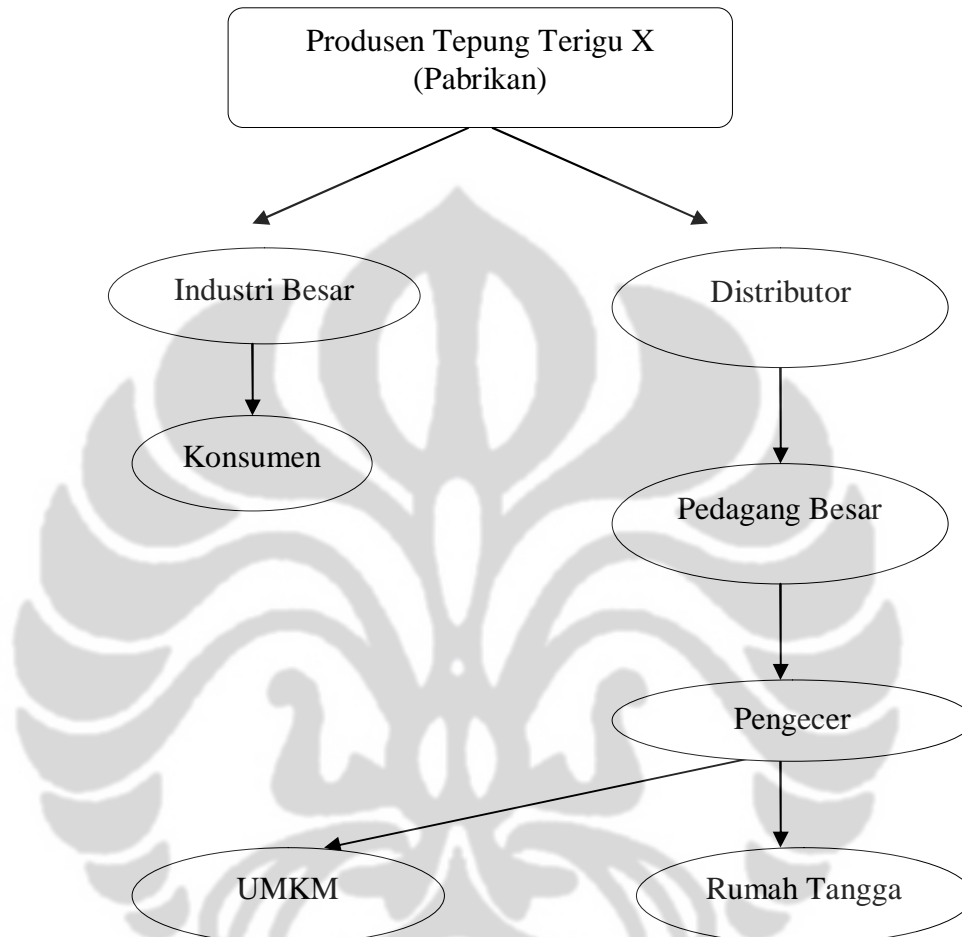 Produsen Tepung Terigu X
(Pabrikan)
Industri Besar
Distributor
Konsumen
Pedagang Besar
Pengecer
UMKM
Rumah Tangga